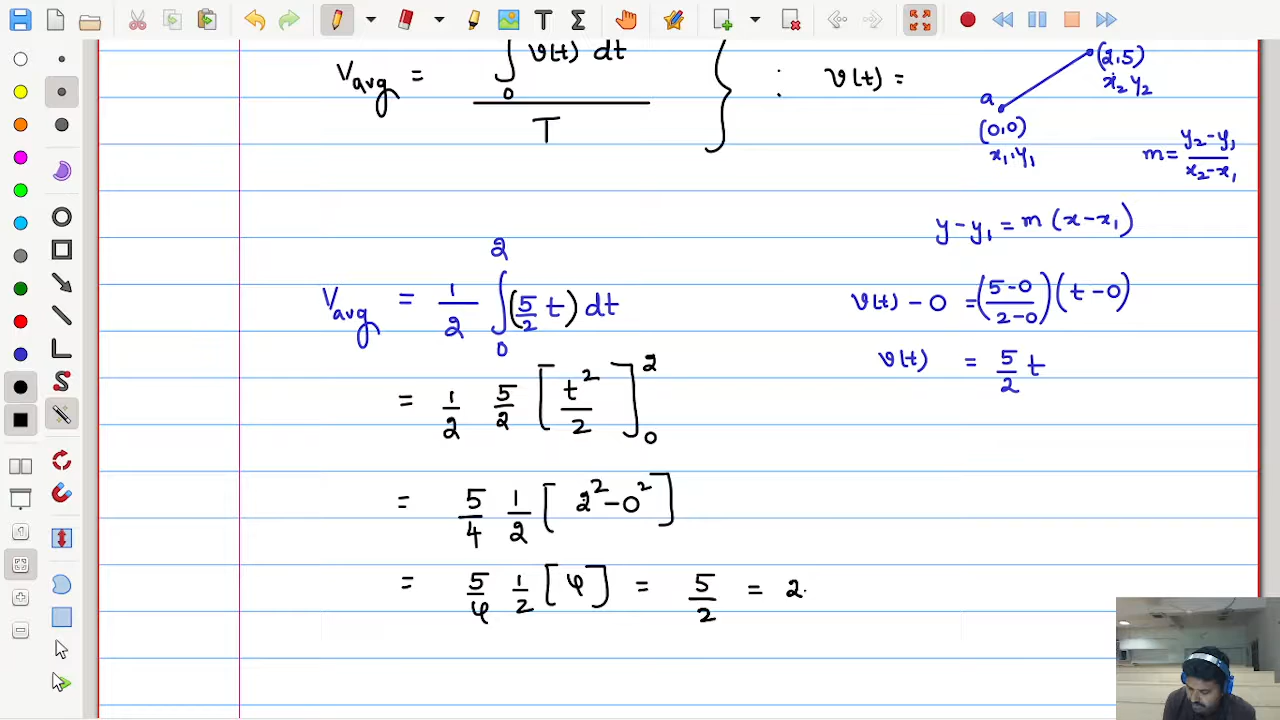 V_avg = ∫_0 v(t) dt / T } : v(t) =
a
(0,0)
x₁, y₁
(2,5)
x₂ y₂
m = (y₂ - y₁)/(x₂ - x₁)
y - y₁ = m (x - x₁)
v(t) - 0 = ((5-0)/(2-0)) (t - 0)
v(t) = 5/2 t
V_avg = 1/2 ∫_0^2 (5/2 t) dt
= 1/2 5/2 [t²/2]_0^2
= 5/4 1/2 [2² - 0²]
= 5/4 1/2 [4] = 5/2 = 2.